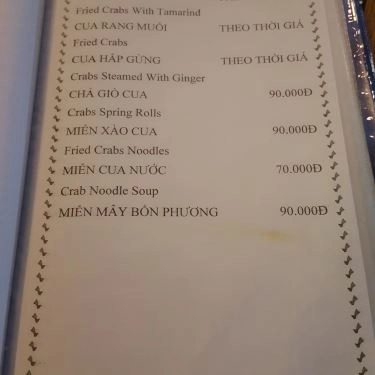 Fried Crabs With Tamarind
CUA RANG MUỐI THEO THỜI GIÁ
Fried Crabs
CUA HẤP GỪNG THEO THỜI GIÁ
Crabs Steamed With Ginger
CHẢ GIÒ CUA 90.000Đ
Crabs Spring Rolls
MIẾN XÀO CUA 90.000Đ
Fried Crabs Noodles
MIẾN CUA NƯỚC 70.000Đ
Crab Noodle Soup
MIẾN MÂY BỐN PHƯƠNG 90.000Đ